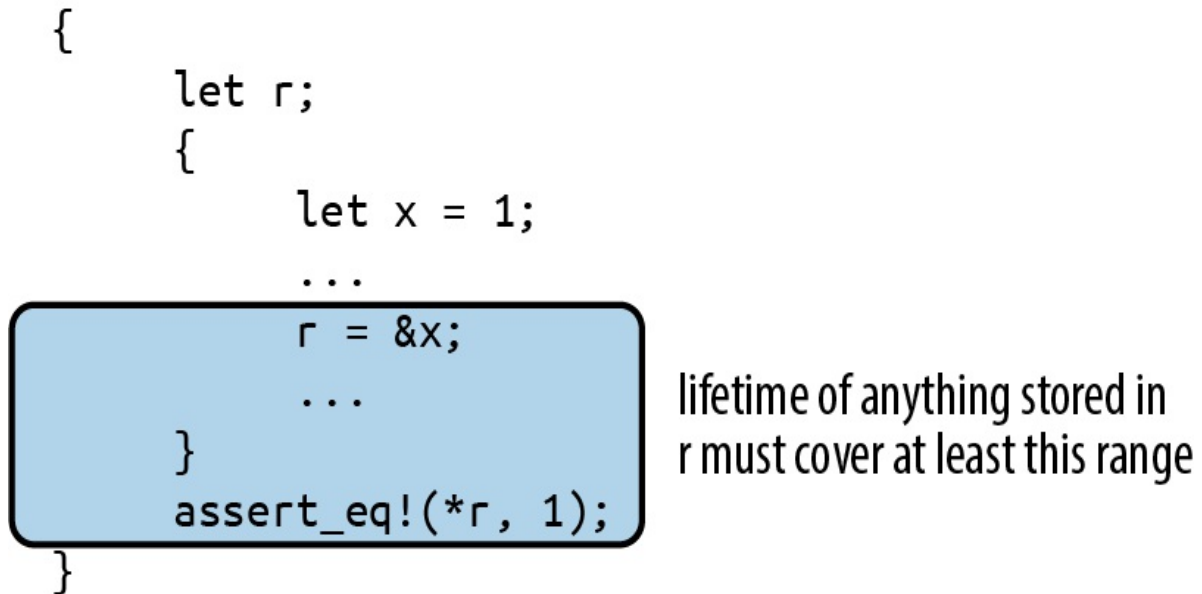 {
let r;
{
let x = 1;
...
r = &x;
...
}
assert_eq!(*r, 1);
}
lifetime of anything stored in
r must cover at least this range